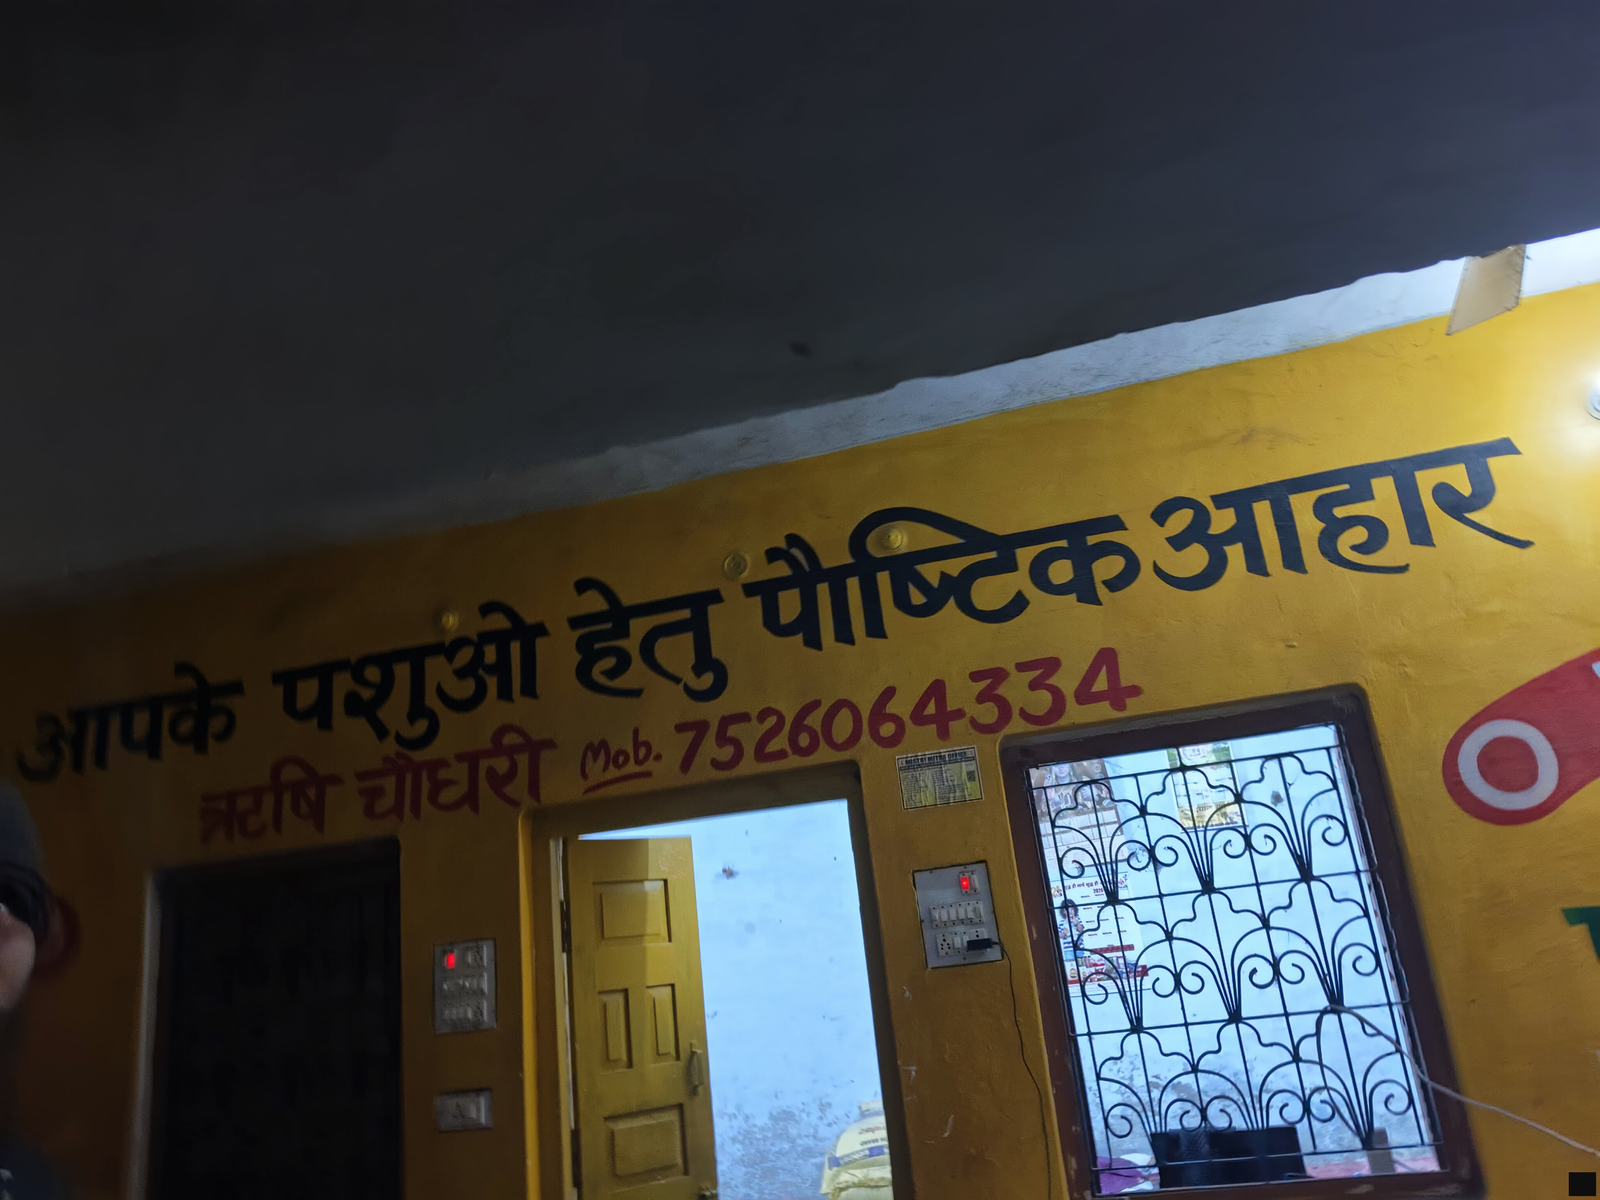 आपके पशुओ हेतु पौष्टिक आहार
ऋषि चौधरी Mob. 7526064334